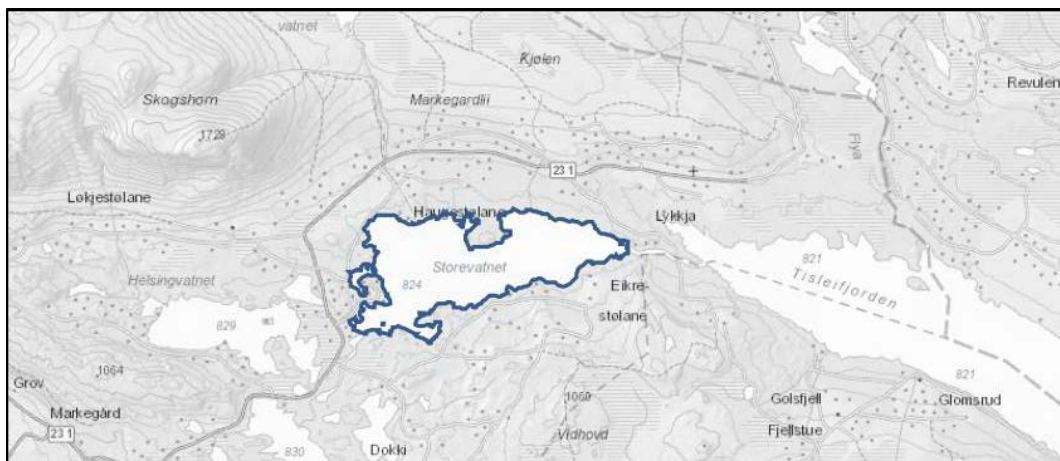 vatnet
Kjølen
Revulen
Skogshorn
Markegardlii
1728
Flya
231
Løkjestølane
Haugestølane
Lykkja
Helsingvatnet
Storevatnet
821
Tisleifjorden
824
Eikre-
stølane
829
1064
821
Grov
1060
Golsfjell
Glomsrud
Markegård
Fjellstue
231
Vidhovd
Dokki
830